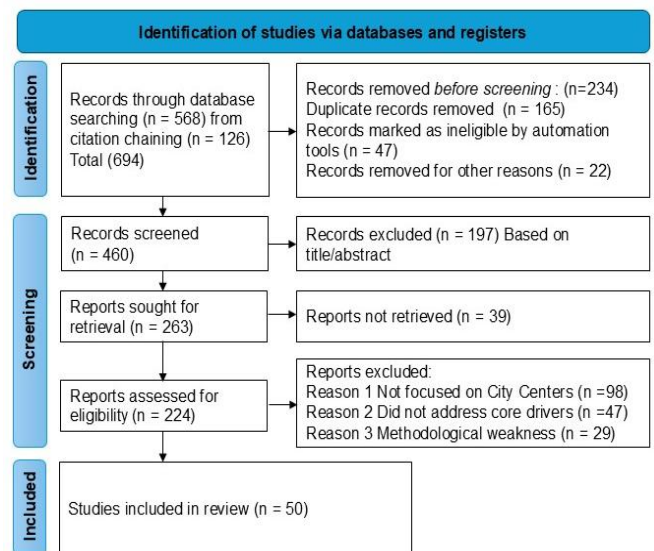 Identification of studies via databases and registers
Identification
Records through database
searching (n = 568) from
citation chaining (n = 126)
Total (694)
Records removed before screening : (n=234)
Duplicate records removed (n = 165)
Records marked as ineligible by automation
tools (n = 47)
Records removed for other reasons (n = 22)
Screening
Records screened
(n = 460)
Records excluded (n = 197) Based on
title/abstract
Reports sought for
retrieval (n = 263)
Reports not retrieved (n = 39)
Reports assessed for
eligibility (n = 224)
Reports excluded:
Reason 1 Not focused on City Centers (n =98)
Reason 2 Did not address core drivers (n =47)
Reason 3 Methodological weakness (n = 29)
Included
Studies included in review (n = 50)